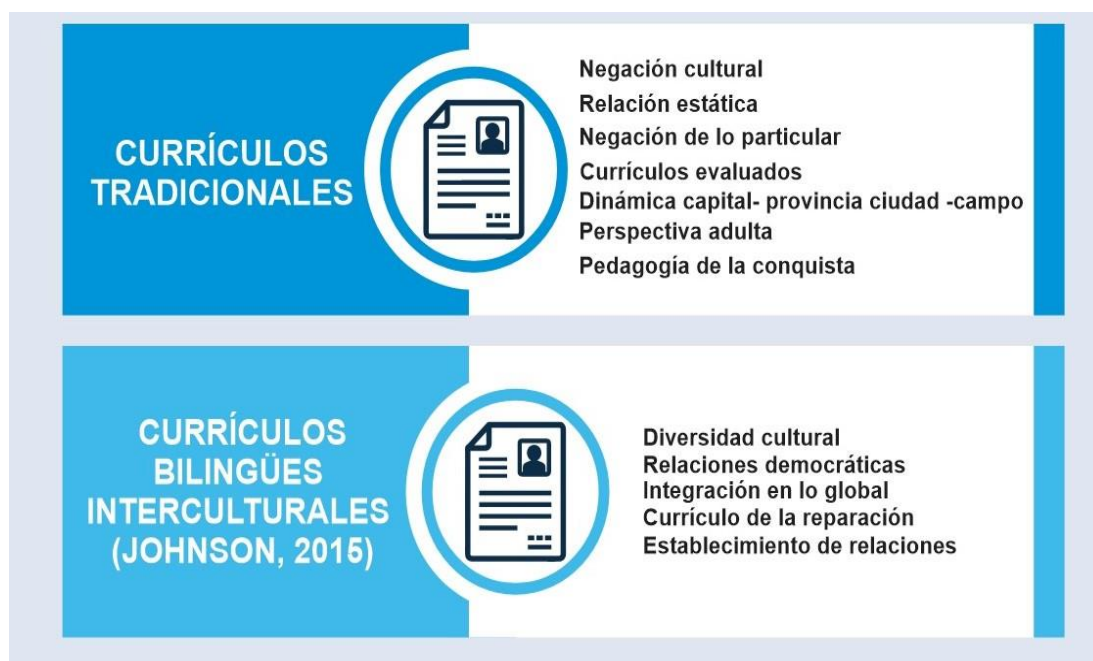 CURRÍCULOS
TRADICIONALES
Negación cultural
Relación estática
Negación de lo particular
Currículos evaluados
Dinámica capital- provincia ciudad -campo
Perspectiva adulta
Pedagogía de la conquista
CURRÍCULOS
BILINGÜES
INTERCULTURALES
(JOHNSON, 2015)
Diversidad cultural
Relaciones democráticas
Integración en lo global
Currículo de la reparación
Establecimiento de relaciones